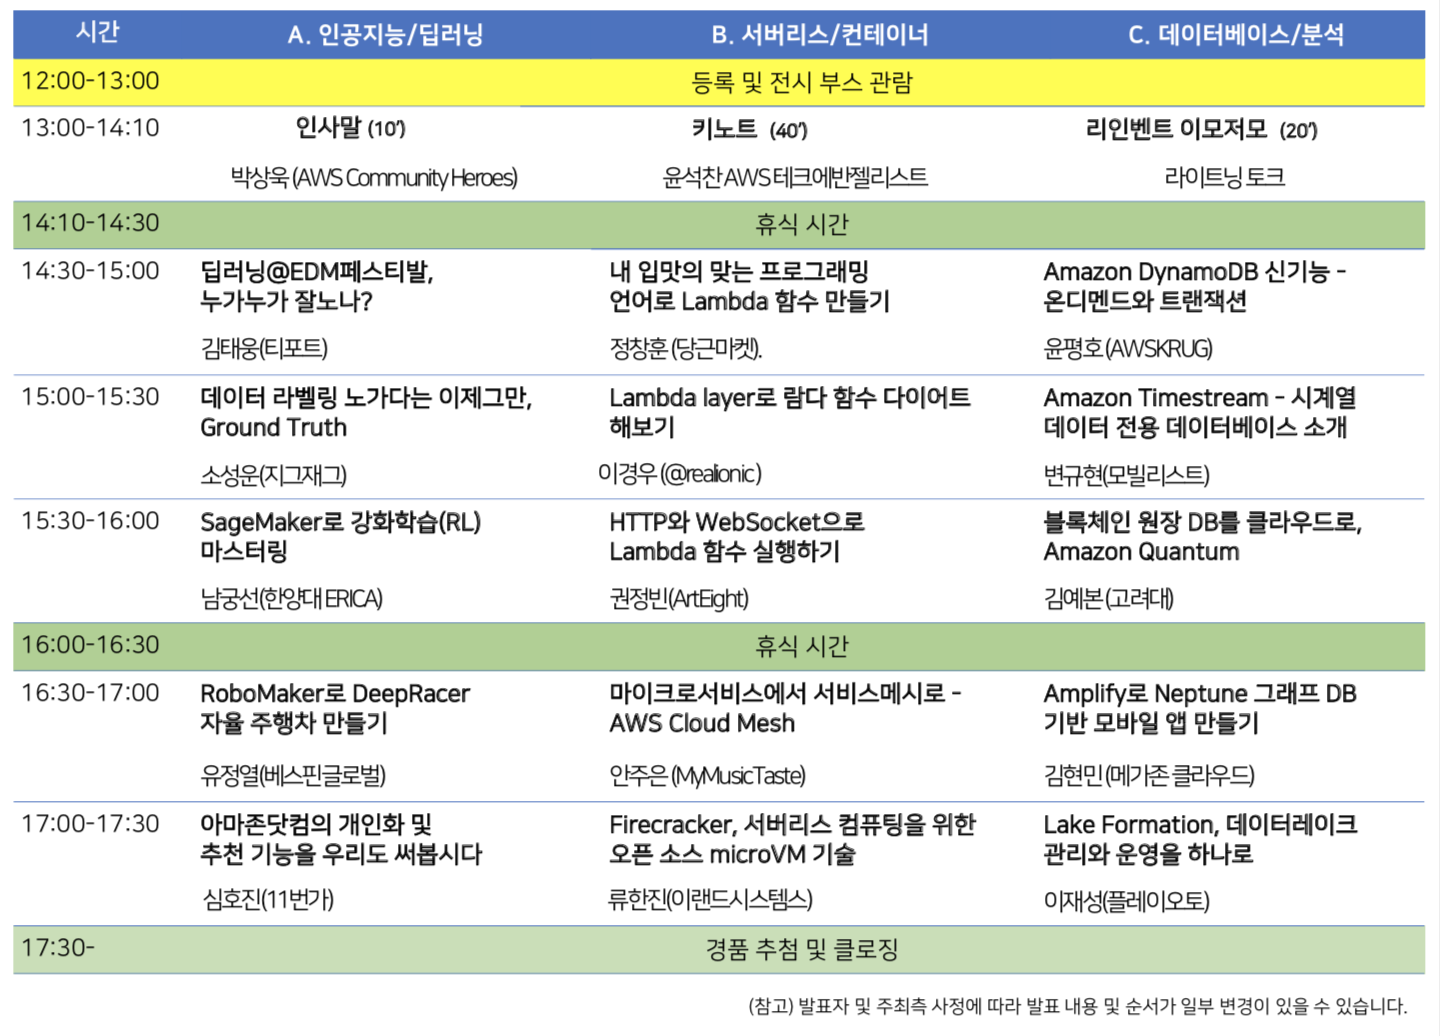 시간 A. 인공지능/딥러닝 B. 서버리스/컨테이너 C. 데이터베이스/분석
12:00-13:00 등록 및 전시 부스 관람
13:00-14:10 인사말 (10') 키노트 (40') 리인벤트 이모저모 (20')
박상욱 (AWS Community Heroes) 윤석찬 AWS 테크에반젤리스트 라이트닝 토크
14:10-14:30 휴식 시간
14:30-15:00 딥러닝@EDM페스티발, 내 입맛의 맞는 프로그래밍 Amazon DynamoDB 신기능 -
누가누가 잘노나? 언어로 Lambda 함수 만들기 온디멘드와 트랜잭션
김태웅(티포트) 정창훈 (당근마켓). 윤평호 (AWSKRUG)
15:00-15:30 데이터 라벨링 노가다는 이제그만, Lambda layer로 람다 함수 다이어트 Amazon Timestream - 시계열
Ground Truth 해보기 데이터 전용 데이터베이스 소개
소성운(지그재그) 이경우 (@realionic ) 변규현(모빌리스트)
15:30-16:00 SageMaker로 강화학습(RL) HTTP와 WebSocket으로 블록체인 원장 DB를 클라우드로,
마스터링 Lambda 함수 실행하기 Amazon Quantum
남궁선(한양대 ERICA) 권정빈(ArtEight) 김예본 (고려대)
16:00-16:30 휴식 시간
16:30-17:00 RoboMaker로 DeepRacer 마이크로서비스에서 서비스메시로 - Amplify로 Neptune 그래프 DB
자율 주행차 만들기 AWS Cloud Mesh 기반 모바일 앱 만들기
유정열(베스핀글로벌) 안주은 (MyMusicTaste) 김현민 (메가존 클라우드)
17:00-17:30 아마존닷컴의 개인화 및 Firecracker, 서버리스 컴퓨팅을 위한 Lake Formation, 데이터레이크
추천 기능을 우리도 써봅시다 오픈 소스 microVM 기술 관리와 운영을 하나로
심호진(11번가) 류한진(이랜드시스템스) 이재성(플레이오토)
17:30- 경품 추첨 및 클로징
(참고) 발표자 및 주최측 사정에 따라 발표 내용 및 순서가 일부 변경이 있을 수 있습니다.